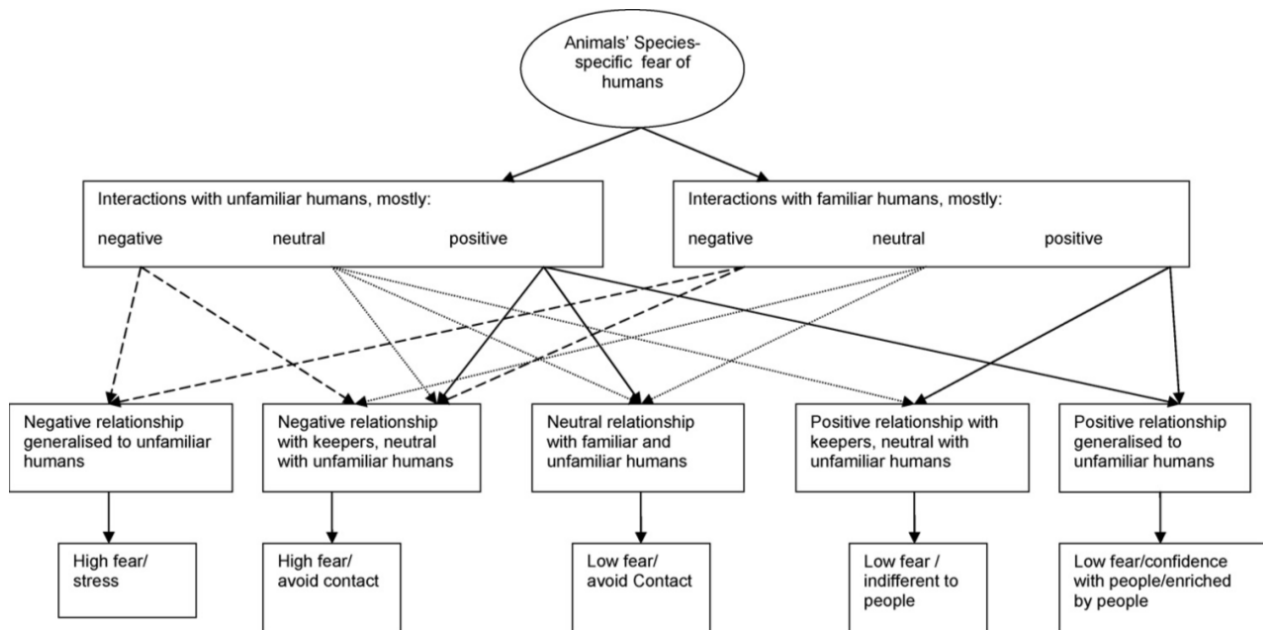 Animals' Species-
specific fear of
humans
Interactions with unfamiliar humans, mostly:
negative neutral positive
Interactions with familiar humans, mostly:
negative neutral positive
Negative relationship
generalised to unfamiliar
humans
Negative relationship
with keepers, neutral
with unfamiliar humans
Neutral relationship
with familiar and
unfamiliar humans
Positive relationship with
keepers, neutral with
unfamiliar humans
Positive relationship
generalised to
unfamiliar humans
High fear/
stress
High fear/
avoid contact
Low fear/
avoid Contact
Low fear /
indifferent to
people
Low fear/confidence
with people/enriched
by people